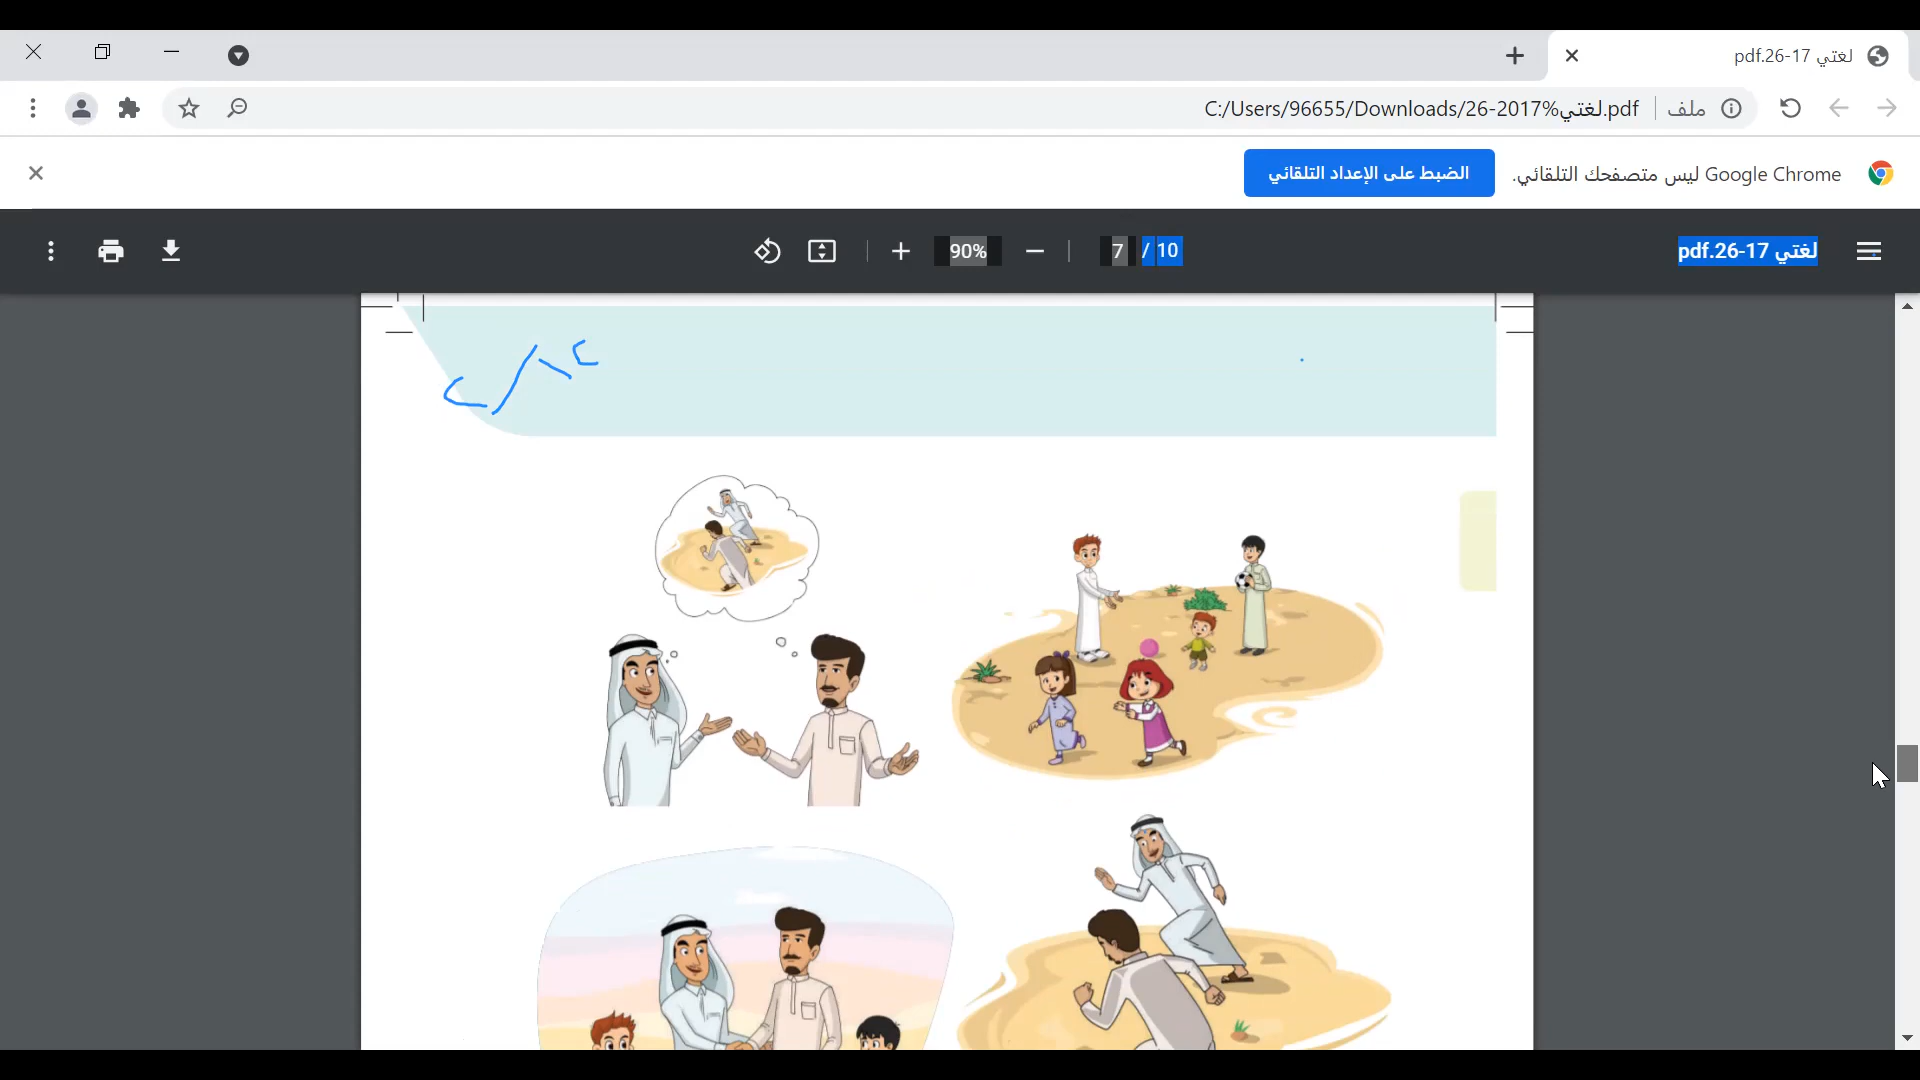 لغتي 17-26.pdf
ملف
C:/Users/96655/Downloads/26-2017%لغتي.pdf
Google Chrome ليس متصفحك التلقائي.
الضبط على الإعداد التلقائي
لغتي 17-26.pdf
7 / 10
90%